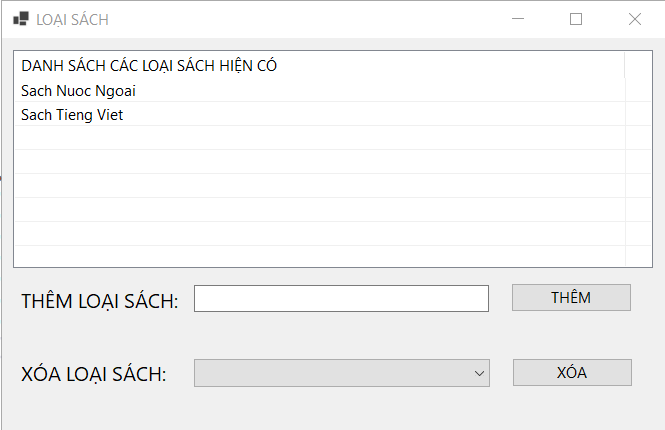 LOẠI SÁCH
DANH SÁCH CÁC LOẠI SÁCH HIỆN CÓ
Sach Nuoc Ngoai
Sach Tieng Viet
THÊM LOẠI SÁCH: THÊM
XÓA LOẠI SÁCH: XÓA